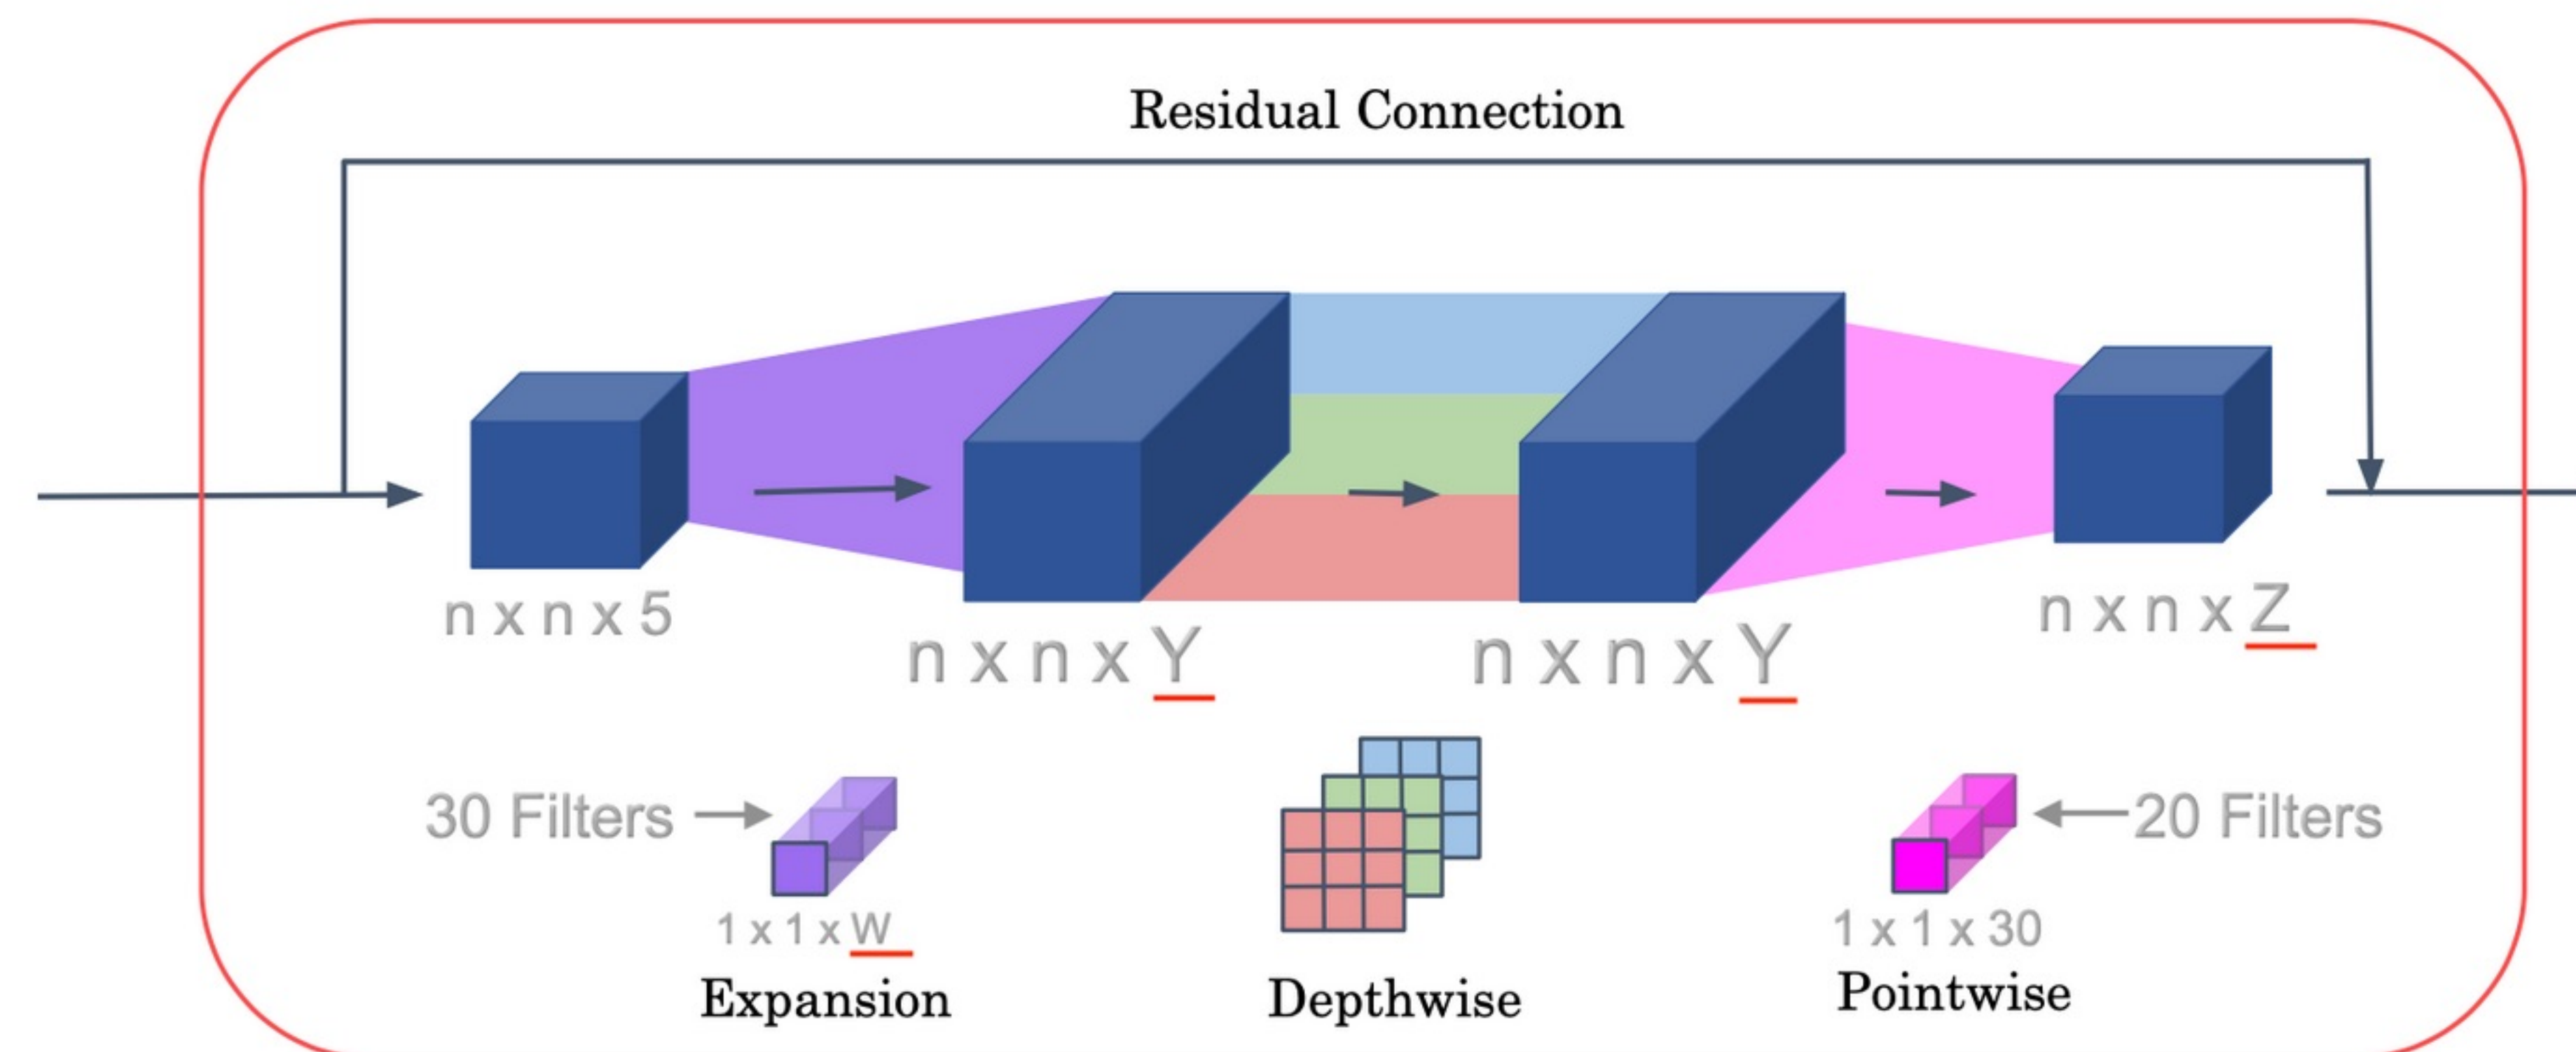 Residual Connection
n x n x 5
n x n x Y
n x n x Y
n x n x Z
30 Filters
1 x 1 x W
Expansion
Depthwise
20 Filters
1 x 1 x 30
Pointwise